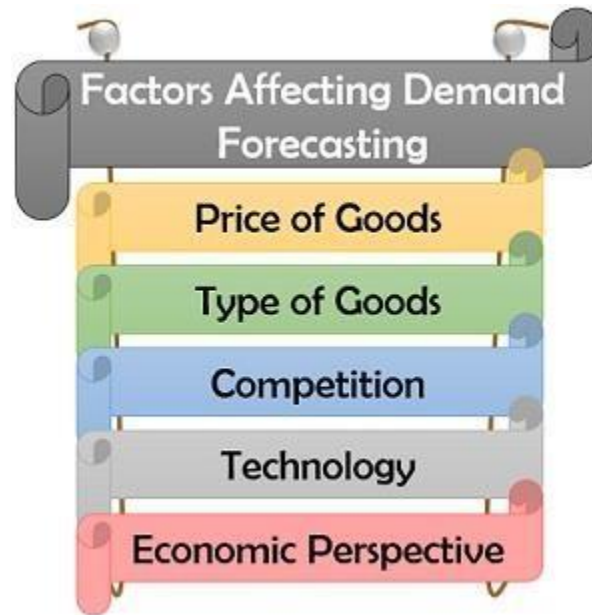 Factors Affecting Demand
Forecasting
Price of Goods
Type of Goods
Competition
Technology
Economic Perspective